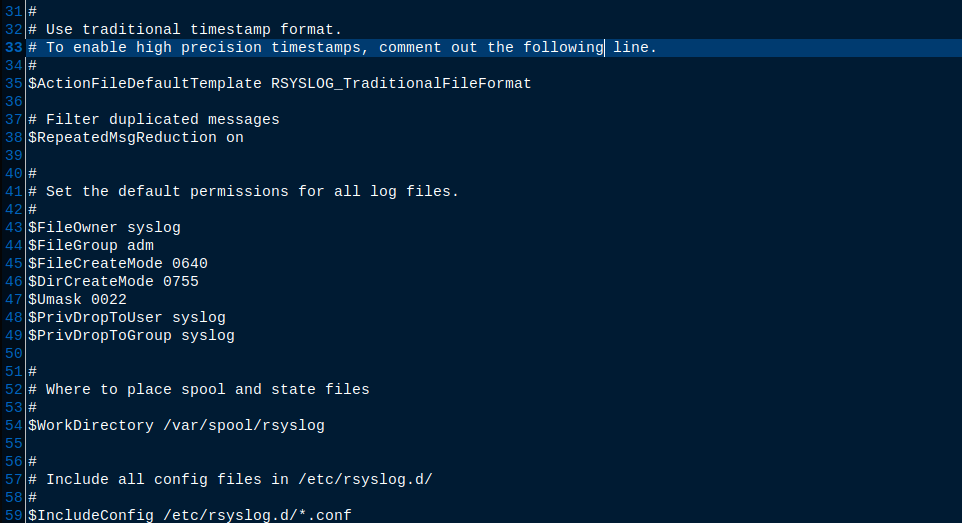 31 #
32 # Use traditional timestamp format.
33 # To enable high precision timestamps, comment out the following line.
34 #
35 $ActionFileDefaultTemplate RSYSLOG_TraditionalFileFormat
36
37 # Filter duplicated messages
38 $RepeatedMsgReduction on
39
40 #
41 # Set the default permissions for all log files.
42 #
43 $FileOwner syslog
44 $FileGroup adm
45 $FileCreateMode 0640
46 $DirCreateMode 0755
47 $Umask 0022
48 $PrivDropToUser syslog
49 $PrivDropToGroup syslog
50
51 #
52 # Where to place spool and state files
53 #
54 $WorkDirectory /var/spool/rsyslog
55
56 #
57 # Include all config files in /etc/rsyslog.d/
58 #
59 $IncludeConfig /etc/rsyslog.d/*.conf